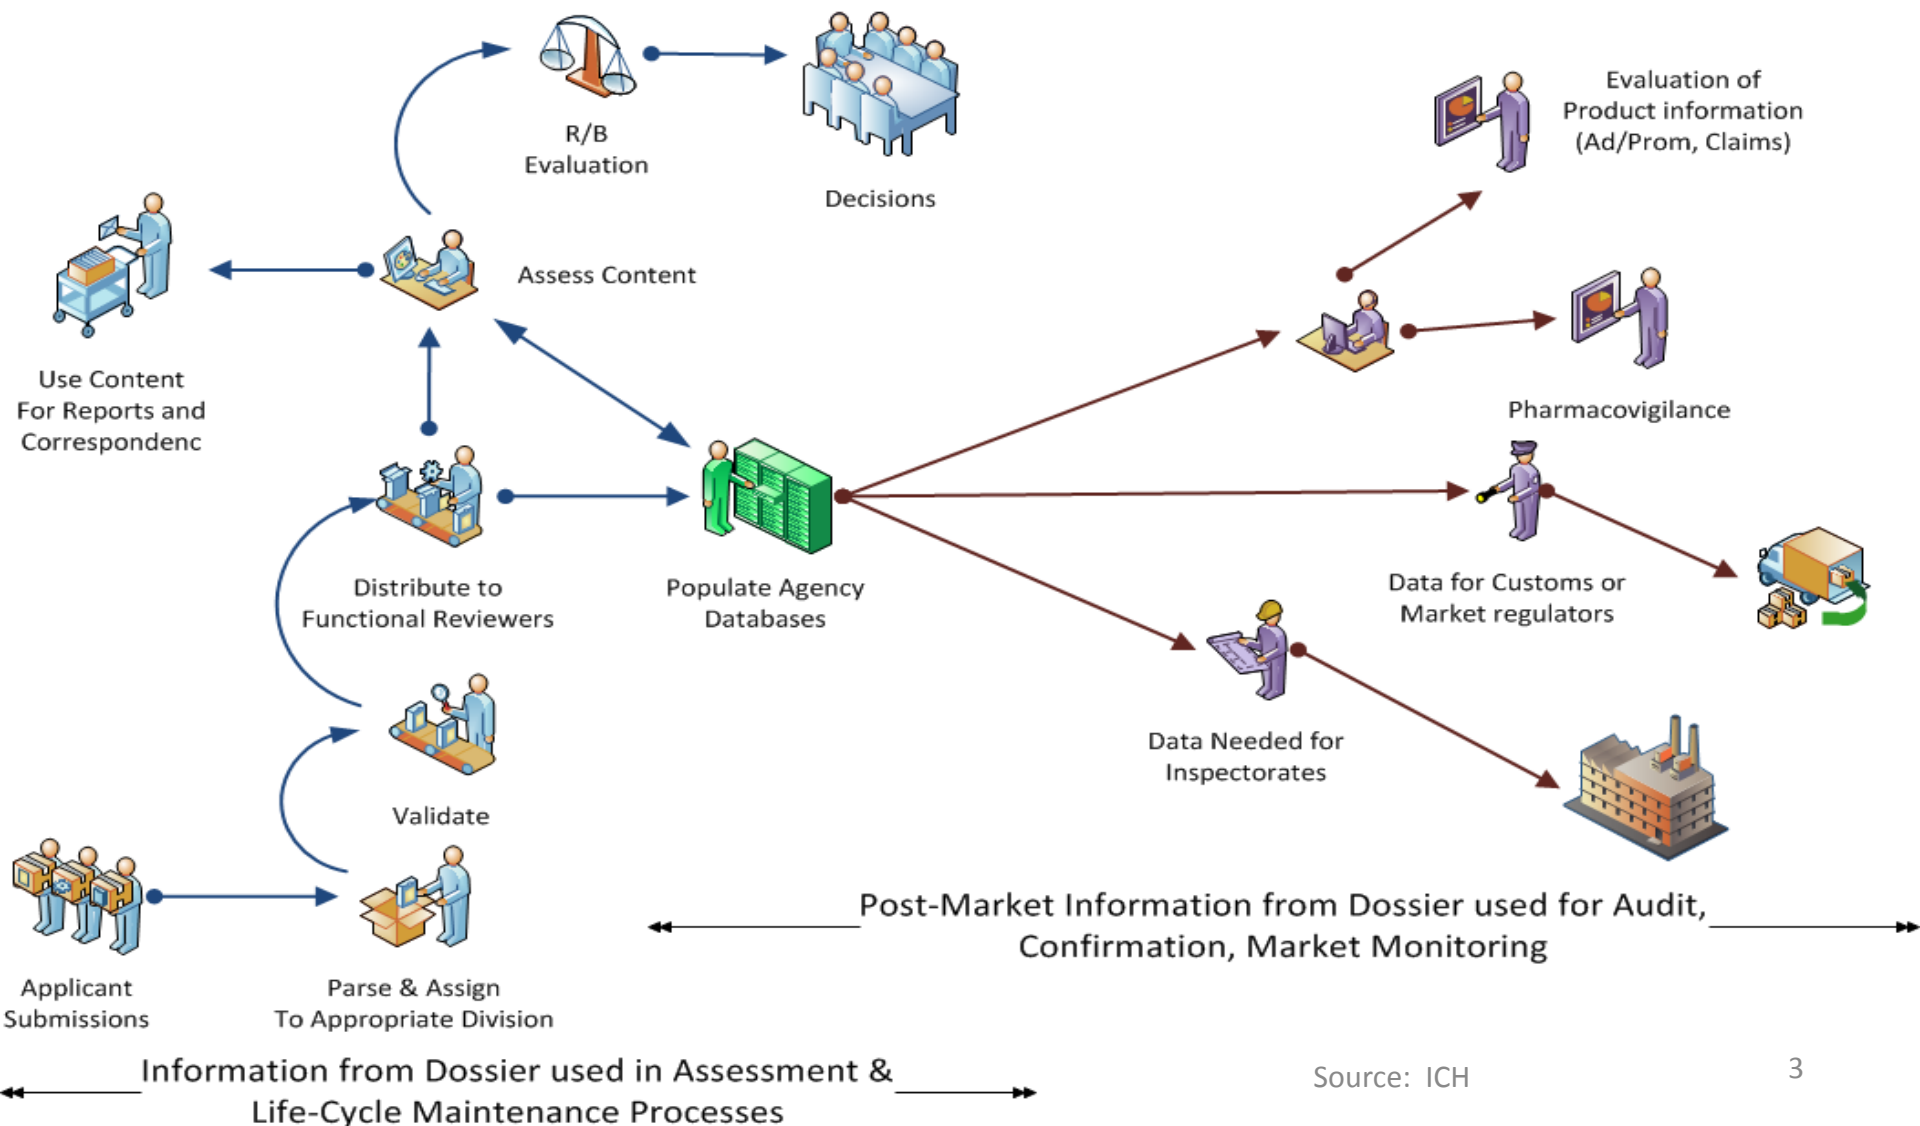 R/B
Evaluation
Decisions
Evaluation of
Product information
(Ad/Prom, Claims)
Assess Content
Use Content
For Reports and
Correspondenc
Pharmacovigilance
Distribute to
Functional Reviewers
Populate Agency
Databases
Data for Customs or
Market regulators
Data Needed for
Inspectorates
Validate
Applicant
Submissions
Parse & Assign
To Appropriate Division
Post-Market Information from Dossier used for Audit,
Confirmation, Market Monitoring
Information from Dossier used in Assessment &
Life-Cycle Maintenance Processes
Source:  ICH
3